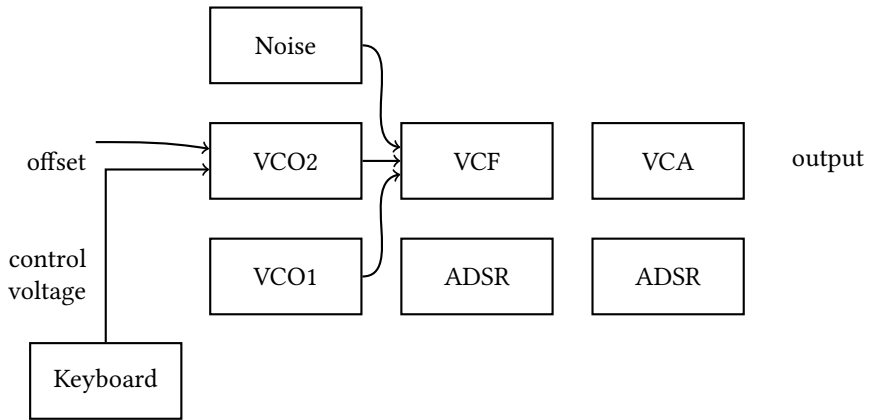 Noise
offset
VCO2
VCF
VCA
output
control
voltage
VCO1
ADSR
ADSR
Keyboard